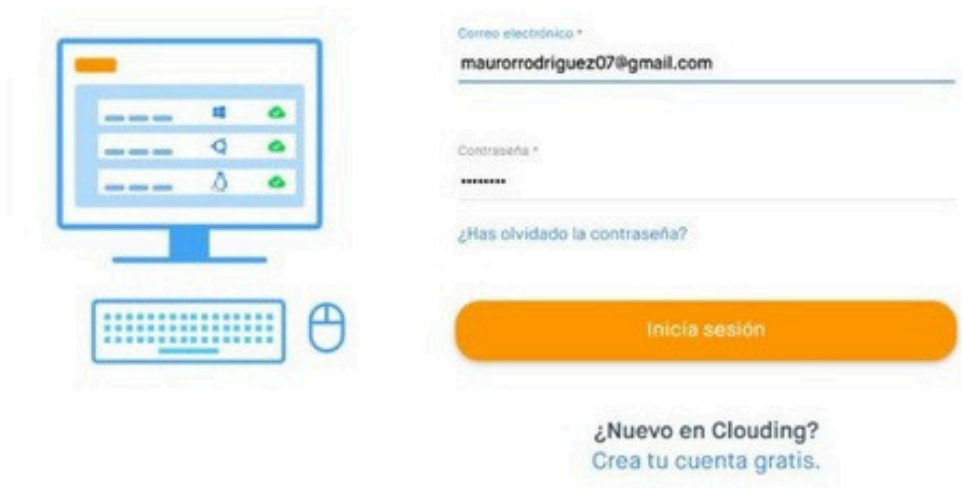 Correo electrónico *
maurorrodriguez07@gmail.com
Contraseña *
••••••••
¿Has olvidado la contraseña?
Inicia sesión
¿Nuevo en Clouding?
Crea tu cuenta gratis.